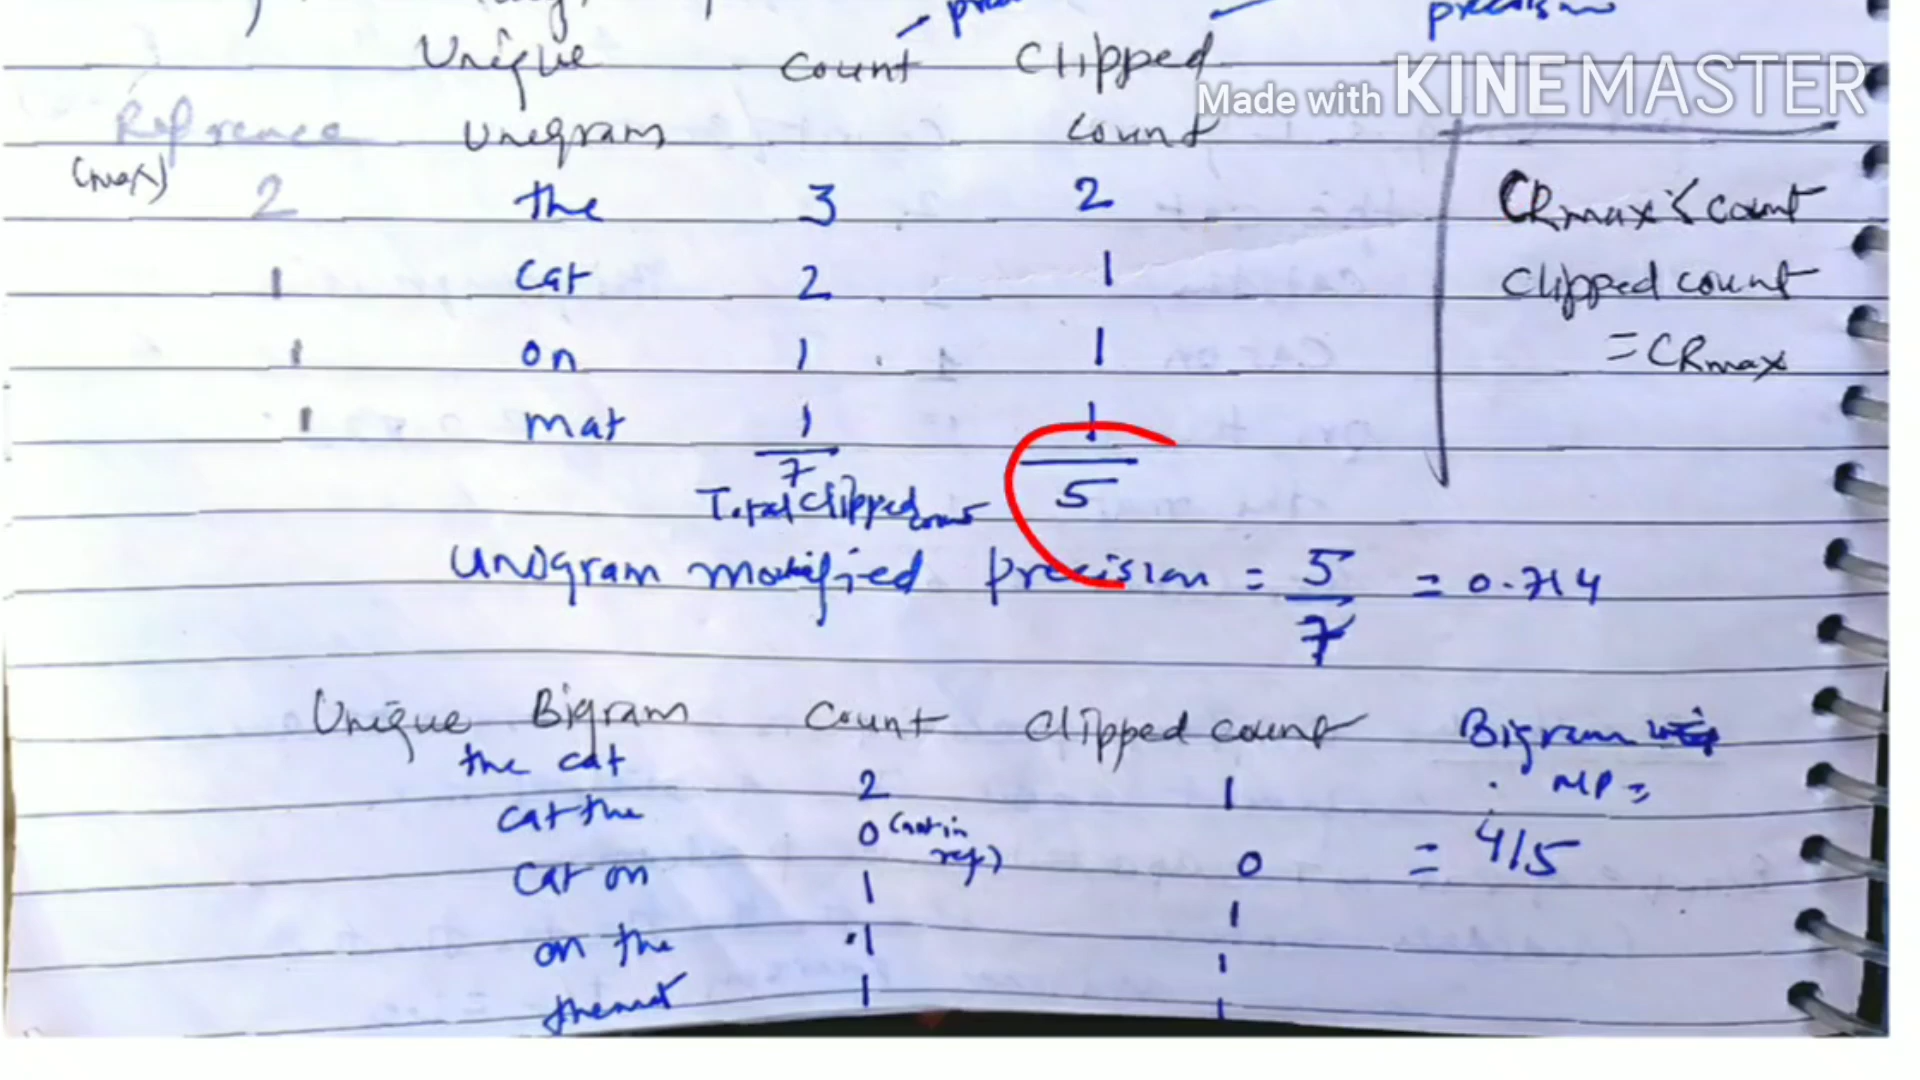 precision
Unique Count Clipped
Made with KINEMASTER
Reference Unegram Count
(max) 2 the 3 2
CRmax < count
1 cat 2 1
Clipped count
1 on 1 1
= CRmax
1 mat 1 1
7 5
Total Clipped count
Unigram modified precision = 5/7 = 0.714
Unique Bigram Count Clipped count Bigram
the cat 2 1 MP =
cat the 0 (not in ref) 0 = 4/5
cat on 1 1
on the 1 1
the mat 1 1